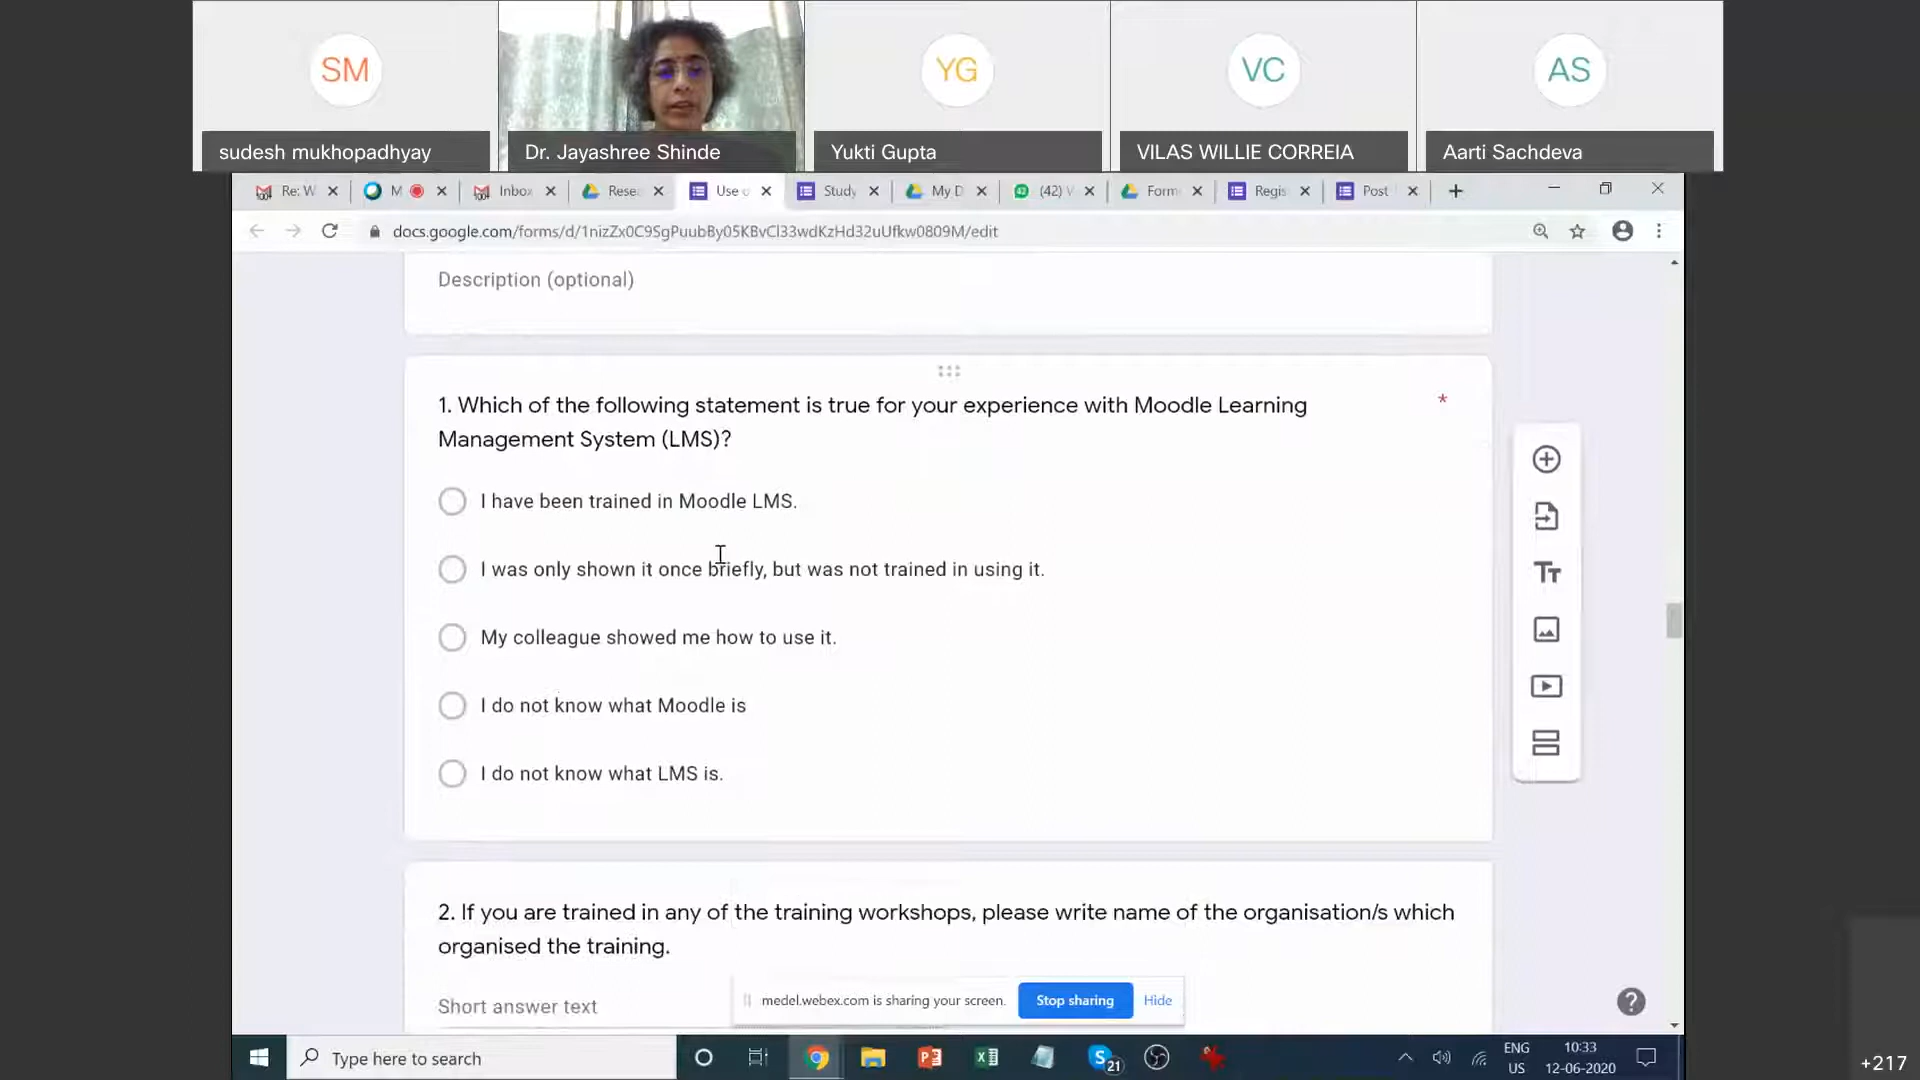 SM
YG
VC
AS
sudesh mukhopadhyay
Dr. Jayashree Shinde
Yukti Gupta
VILAS WILLIE CORREIA
Aarti Sachdeva
Re: W
M
Inbox
Rese
Use o
Study
My D
(42) V
Form
Regis
Post
docs.google.com/forms/d/1nizZx0C9SgPuubBy05KBvCl33wdKzHd32uUfkw0809M/edit
Description (optional)
1. Which of the following statement is true for your experience with Moodle Learning
Management System (LMS)?
*
I have been trained in Moodle LMS.
I was only shown it once briefly, but was not trained in using it.
My colleague showed me how to use it.
I do not know what Moodle is
I do not know what LMS is.
2. If you are trained in any of the training workshops, please write name of the organisation/s which
organised the training.
Short answer text
medel.webex.com is sharing your screen.
Stop sharing
Hide
Type here to search
21
ENG
US
10:33
12-06-2020
+217